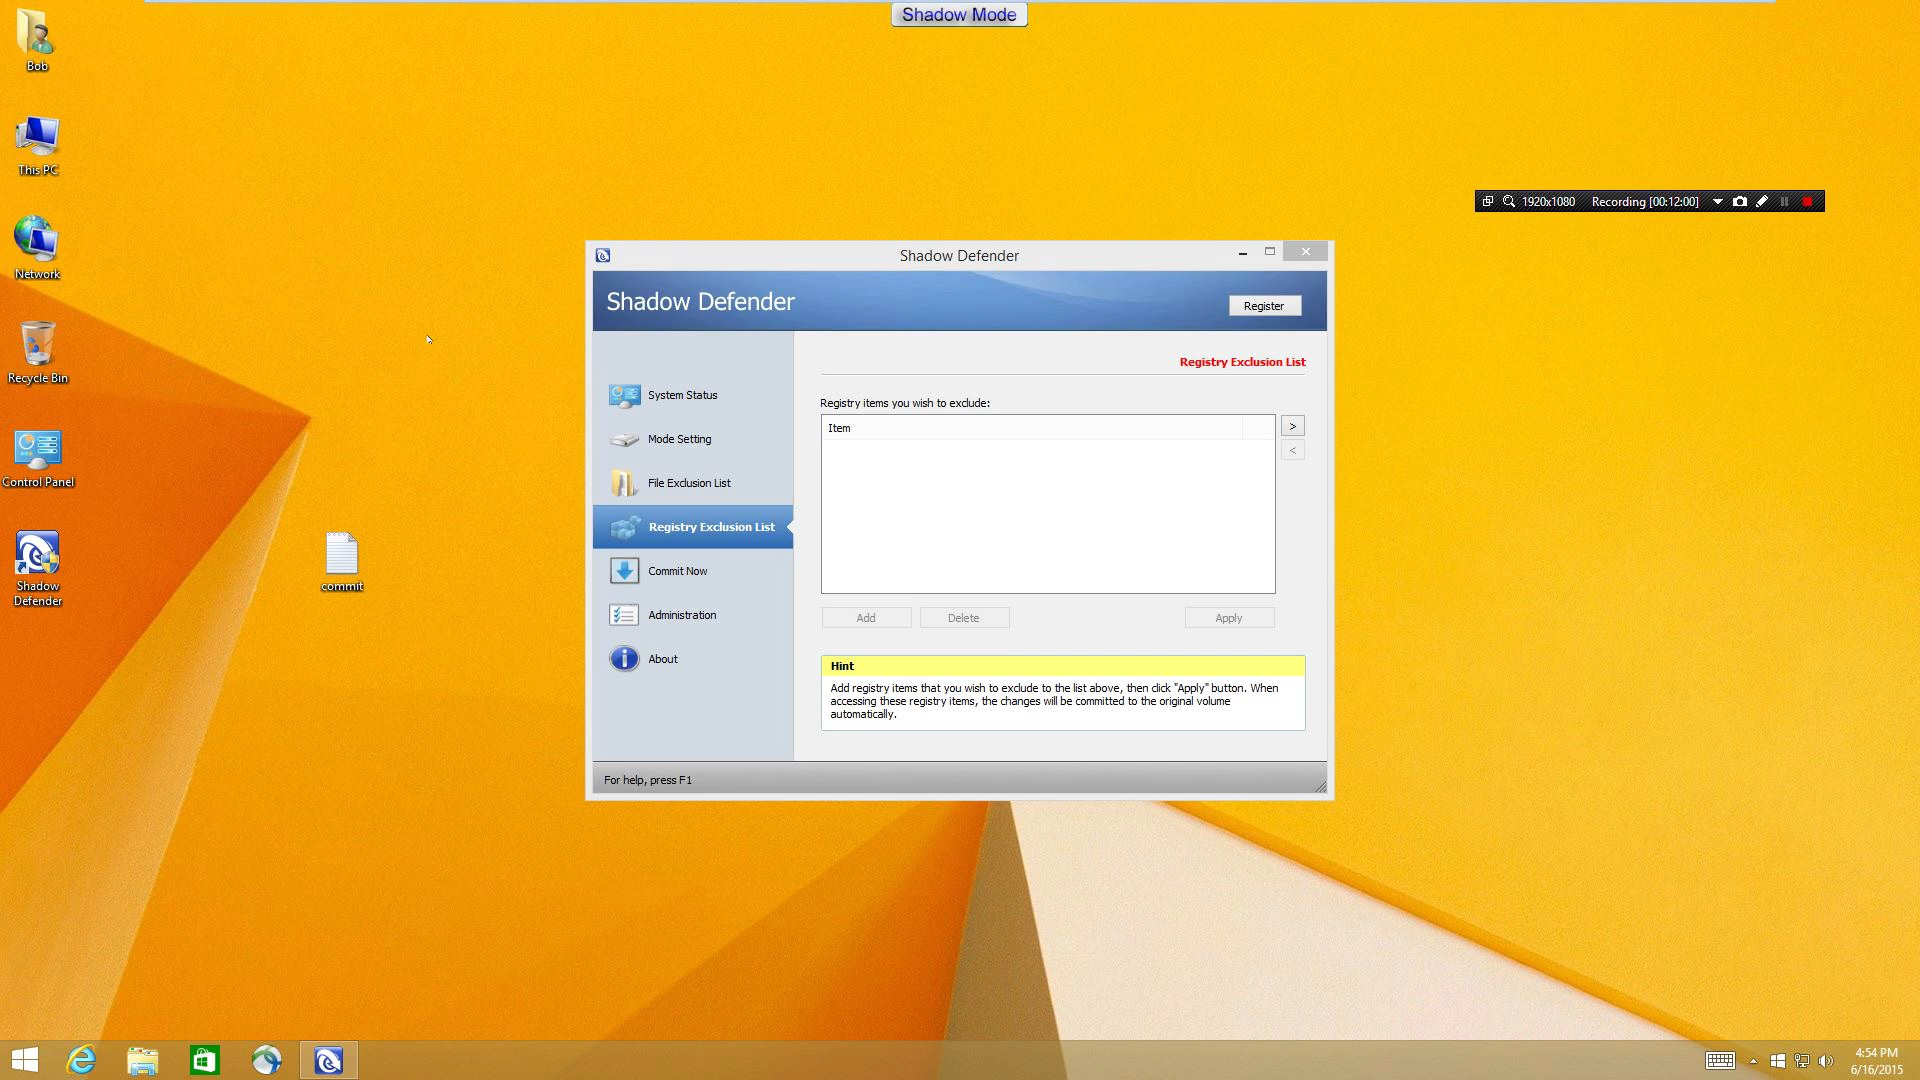 Shadow Mode
Bob
This PC
Network
Recycle Bin
Control Panel
Shadow
Defender
commit
1920x1080 Recording [00:12:00]
Shadow Defender
Shadow Defender
Register
System Status
Mode Setting
File Exclusion List
Registry Exclusion List
Commit Now
Administration
About
Registry Exclusion List
Registry items you wish to exclude:
Item
>
<
Add Delete Apply
Hint
Add registry items that you wish to exclude to the list above, then click "Apply" button. When
accessing these registry items, the changes will be committed to the original volume
automatically.
For help, press F1
4:54 PM
6/16/2015